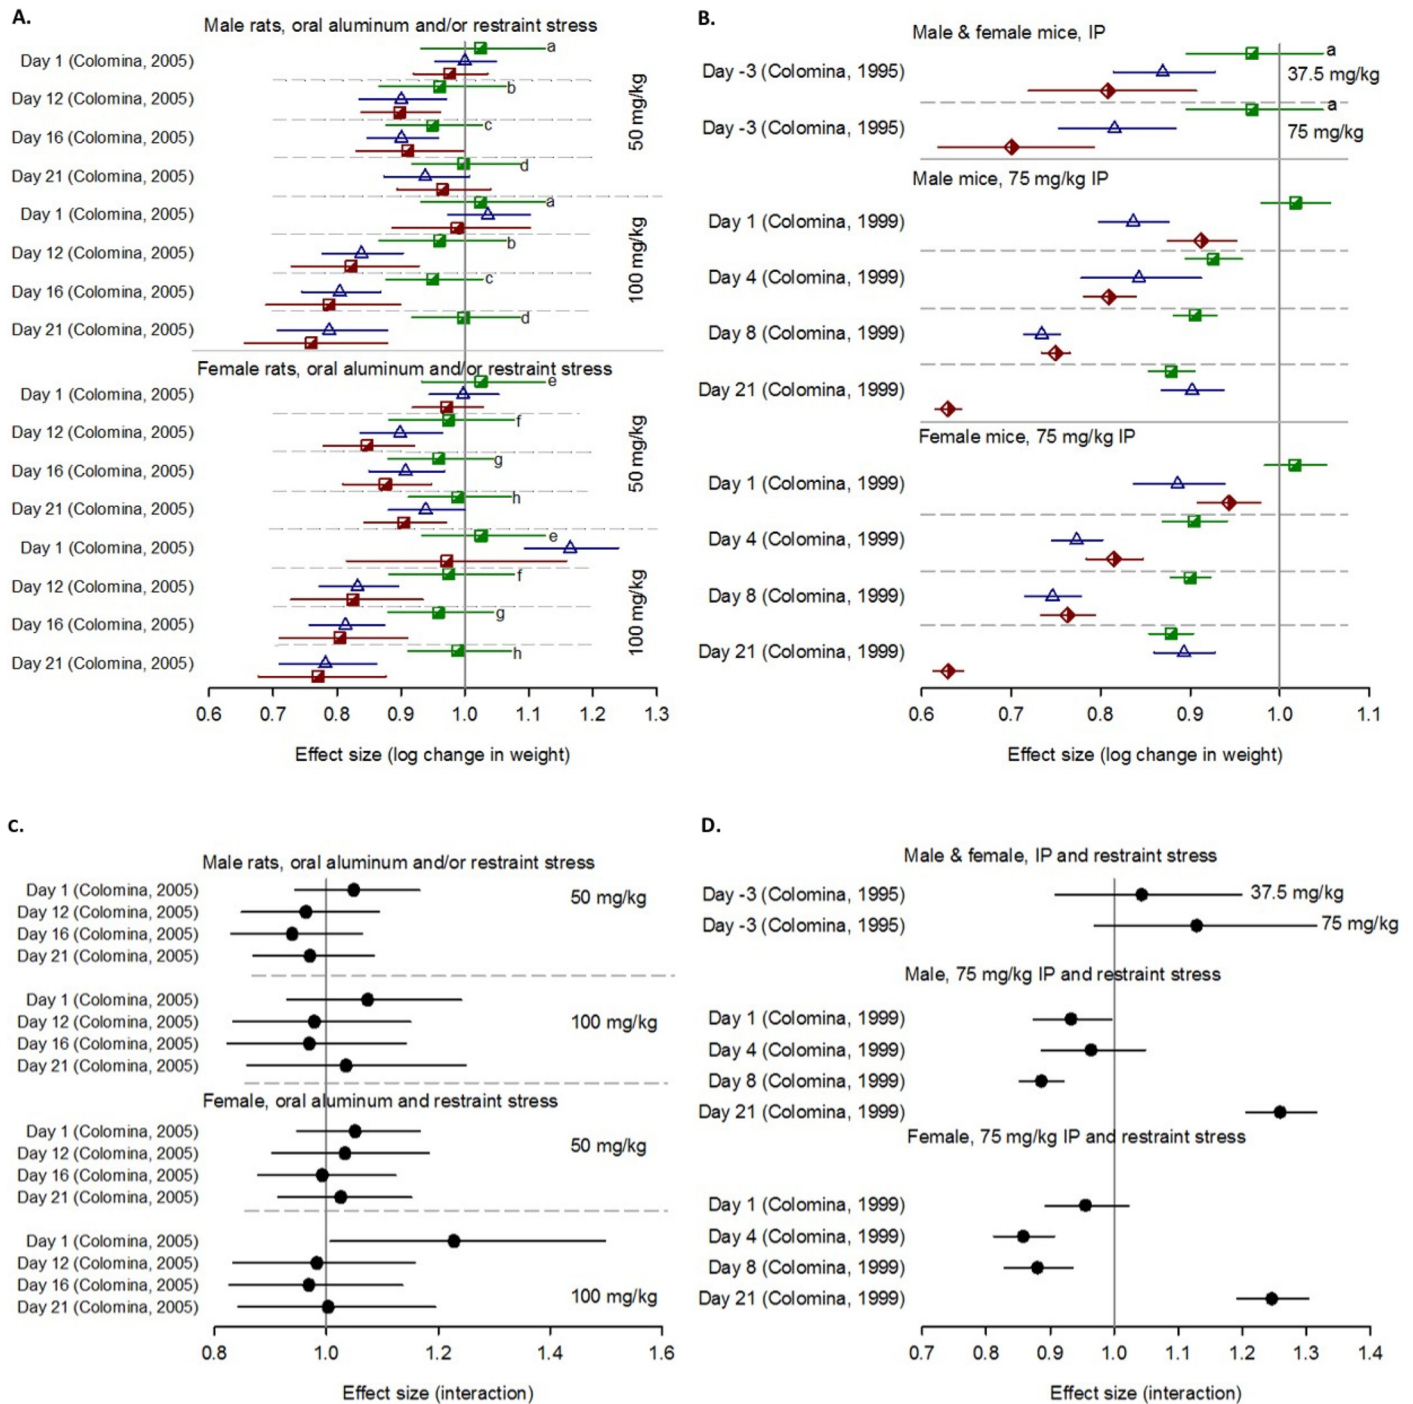 A.
Male rats, oral aluminum and/or restraint stress
a
Day 1 (Colomina, 2005)
b
Day 12 (Colomina, 2005)
c
Day 16 (Colomina, 2005)
d
Day 21 (Colomina, 2005)
50 mg/kg
a
Day 1 (Colomina, 2005)
b
Day 12 (Colomina, 2005)
c
Day 16 (Colomina, 2005)
d
Day 21 (Colomina, 2005)
100 mg/kg
Female rats, oral aluminum and/or restraint stress
e
Day 1 (Colomina, 2005)
f
Day 12 (Colomina, 2005)
g
Day 16 (Colomina, 2005)
h
Day 21 (Colomina, 2005)
50 mg/kg
e
Day 1 (Colomina, 2005)
f
Day 12 (Colomina, 2005)
g
Day 16 (Colomina, 2005)
h
Day 21 (Colomina, 2005)
100 mg/kg
0.6 0.7 0.8 0.9 1.0 1.1 1.2 1.3
Effect size (log change in weight)
B.
Male & female mice, IP
a
Day -3 (Colomina, 1995)
37.5 mg/kg
a
Day -3 (Colomina, 1995)
75 mg/kg
Male mice, 75 mg/kg IP
Day 1 (Colomina, 1999)
Day 4 (Colomina, 1999)
Day 8 (Colomina, 1999)
Day 21 (Colomina, 1999)
Female mice, 75 mg/kg IP
Day 1 (Colomina, 1999)
Day 4 (Colomina, 1999)
Day 8 (Colomina, 1999)
Day 21 (Colomina, 1999)
0.6 0.7 0.8 0.9 1.0 1.1
Effect size (log change in weight)
C.
Male rats, oral aluminum and/or restraint stress
Day 1 (Colomina, 2005)
50 mg/kg
Day 12 (Colomina, 2005)
Day 16 (Colomina, 2005)
Day 21 (Colomina, 2005)
Day 1 (Colomina, 2005)
Day 12 (Colomina, 2005)
100 mg/kg
Day 16 (Colomina, 2005)
Day 21 (Colomina, 2005)
Female, oral aluminum and restraint stress
Day 1 (Colomina, 2005)
50 mg/kg
Day 12 (Colomina, 2005)
Day 16 (Colomina, 2005)
Day 21 (Colomina, 2005)
Day 1 (Colomina, 2005)
Day 12 (Colomina, 2005)
Day 16 (Colomina, 2005)
100 mg/kg
Day 21 (Colomina, 2005)
0.8 1.0 1.2 1.4 1.6
Effect size (interaction)
D.
Male & female, IP and restraint stress
Day -3 (Colomina, 1995)
37.5 mg/kg
Day -3 (Colomina, 1995)
75 mg/kg
Male, 75 mg/kg IP and restraint stress
Day 1 (Colomina, 1999)
Day 4 (Colomina, 1999)
Day 8 (Colomina, 1999)
Day 21 (Colomina, 1999)
Female, 75 mg/kg IP and restraint stress
Day 1 (Colomina, 1999)
Day 4 (Colomina, 1999)
Day 8 (Colomina, 1999)
Day 21 (Colomina, 1999)
0.7 0.8 0.9 1.0 1.1 1.2 1.3 1.4
Effect size (interaction)